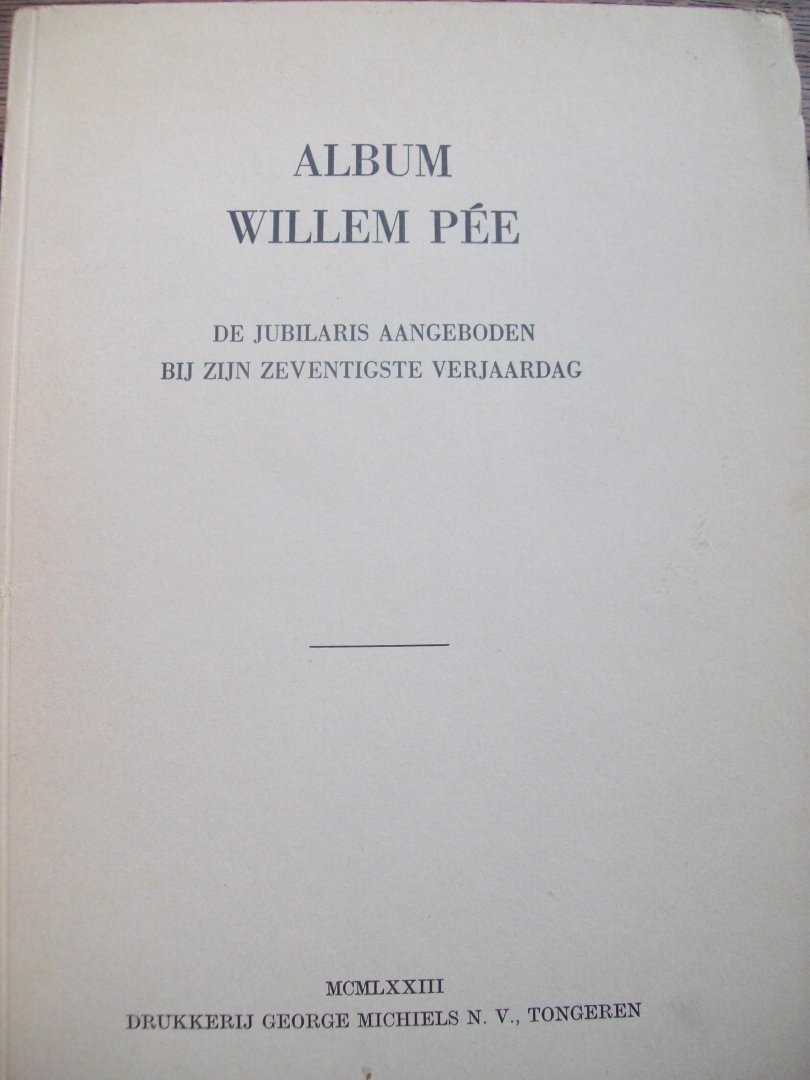 ALBUM
WILLEM PÉE
DE JUBILARIS AANGEBODEN
BIJ ZIJN ZEVENTIGSTE VERJAARDAG
MCMLXXIII
DRUKKERIJ GEORGE MICHIELS N. V., TONGEREN